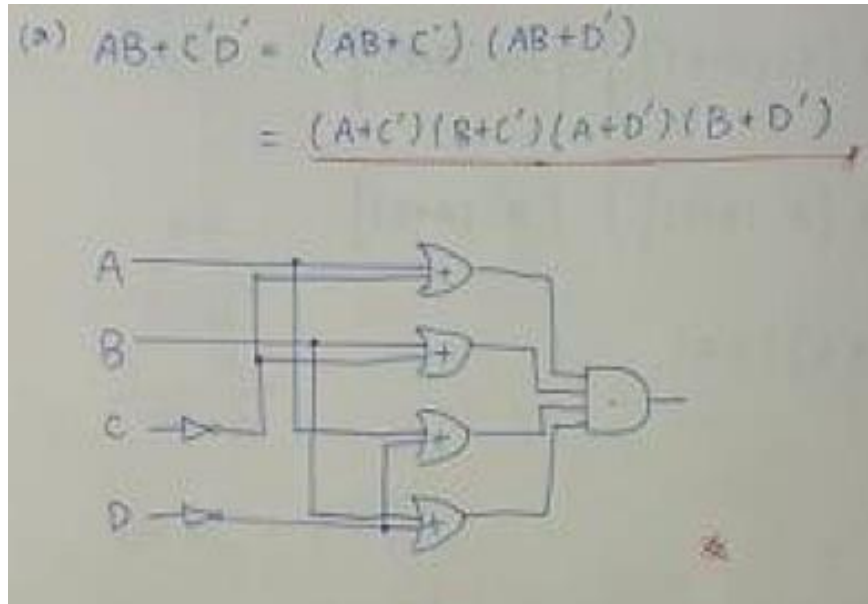 (a) AB + C'D' = (AB+C') (AB+D')
= (A+C')(B+C')(A+D')(B+D')
A
+
B
+
C
+
·
D
+